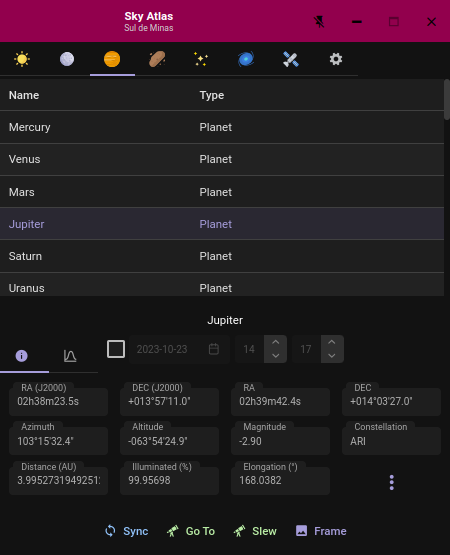 Sky Atlas
Sul de Minas
Name Type
Mercury Planet
Venus Planet
Mars Planet
Jupiter Planet
Saturn Planet
Uranus Planet
Jupiter
2023-10-23 14 17
RA (J2000) DEC (J2000) RA DEC
02h38m23.5s +013°57'11.0" 02h39m42.4s +014°03'27.0"
Azimuth Altitude Magnitude Constellation
103°15'32.4" -063°54'24.9" -2.90 ARI
Distance (AU) Illuminated (%) Elongation (°)
3.9952731949251 99.95698 168.0382
Sync Go To Slew Frame